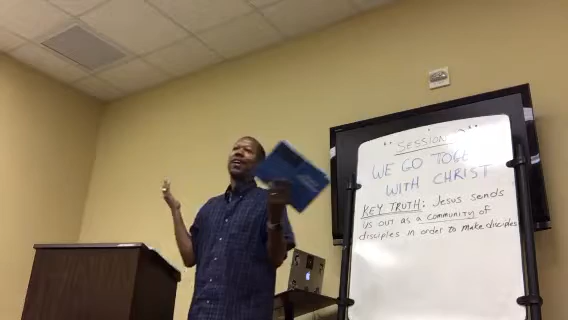 "SESSION
WE GO
WITH CHRIST
KEY TRUTH: Jesus sends
us out as a community of
disciples in order to make disciples